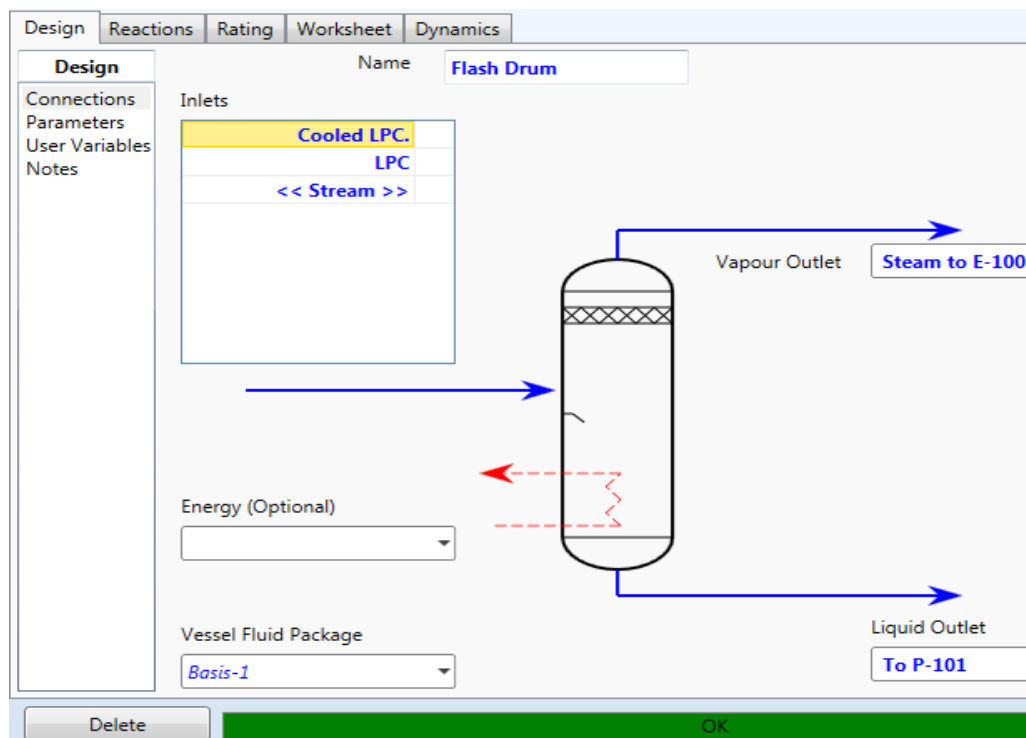 Design Reactions Rating Worksheet Dynamics
Design
Connections
Parameters
User Variables
Notes
Name Flash Drum
Inlets
Cooled LPC.
LPC
<< Stream >>
Vapour Outlet Steam to E-100
Energy (Optional)
Vessel Fluid Package
Basis-1
Liquid Outlet
To P-101
Delete OK